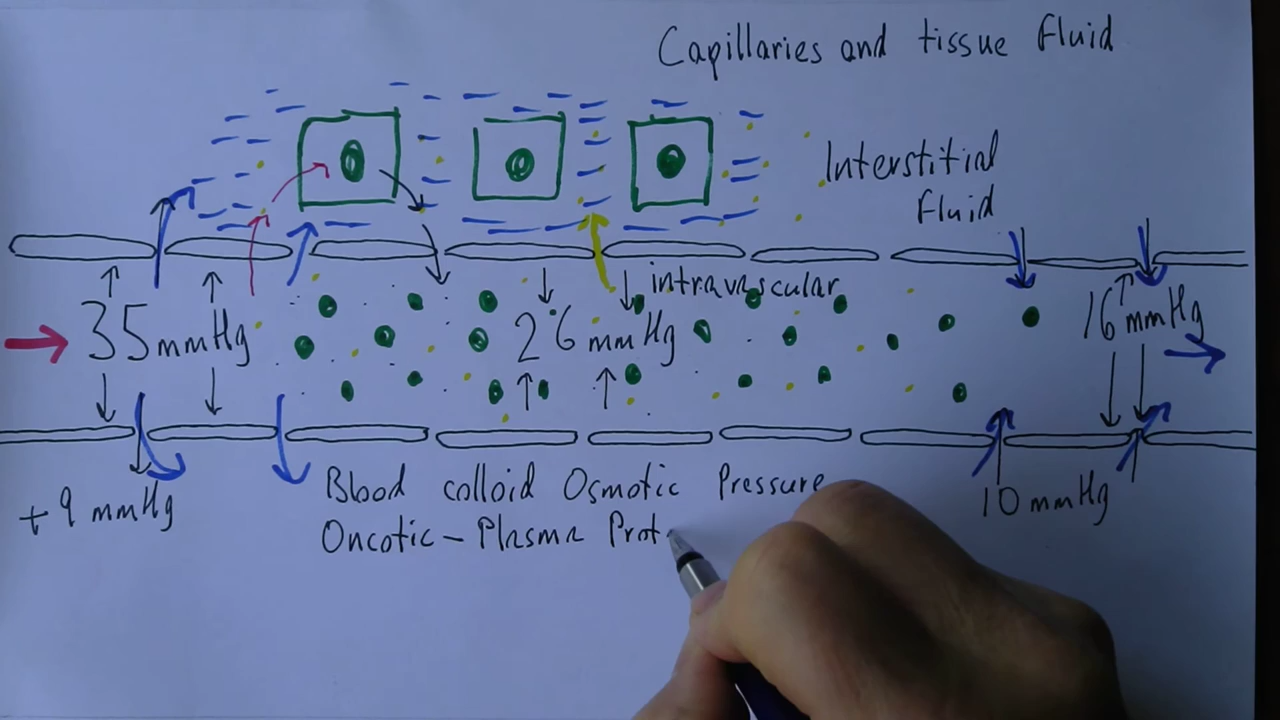 Capillaries and tissue fluid
Interstitial
fluid
intravascular
35 mmHg
26 mmHg
16 mmHg
+9 mmHg
10 mmHg
Blood colloid Osmotic Pressure
Oncotic – Plasma Prot